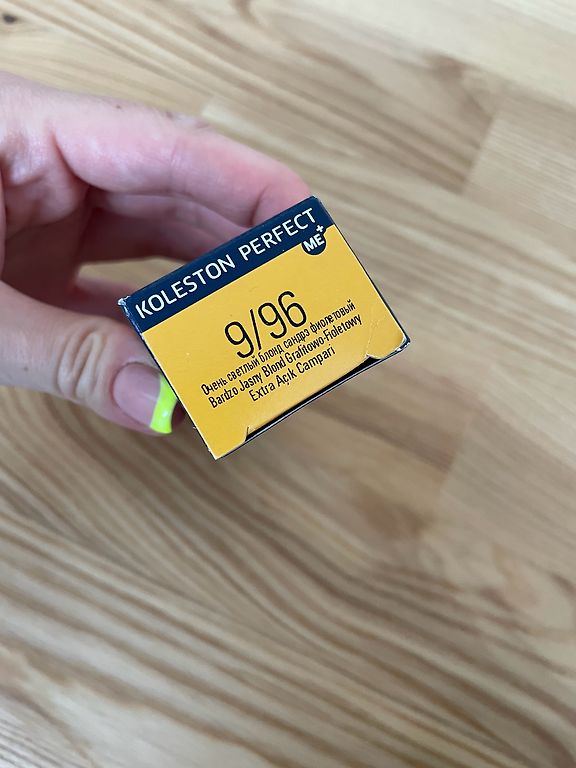 KOLESTON PERFECT ME+
9/96
Очень светлый блонд сандрэ фиолетовый
Bardzo Jasny Blond Grafitowo-Fioletowy
Extra Açık Campari